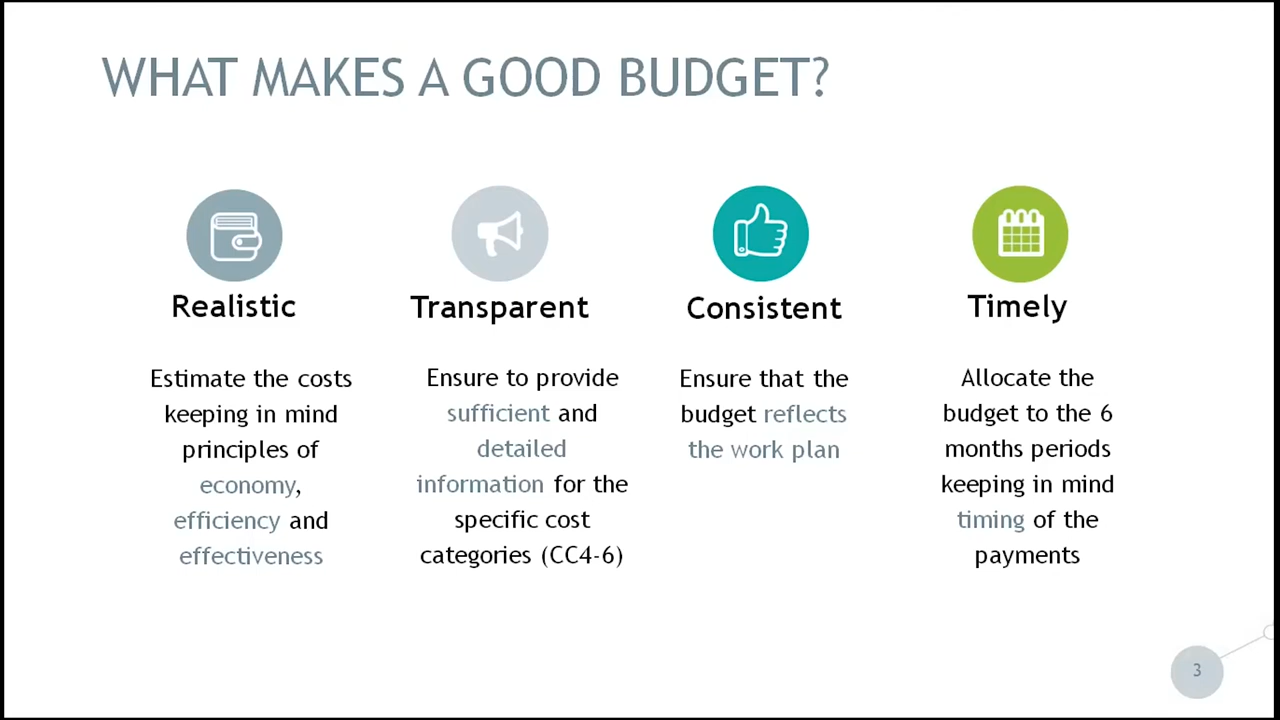 WHAT MAKES A GOOD BUDGET?
Realistic
Estimate the costs
keeping in mind
principles of
economy,
efficiency and
effectiveness
Transparent
Ensure to provide
sufficient and
detailed
information for the
specific cost
categories (CC4-6)
Consistent
Ensure that the
budget reflects
the work plan
Timely
Allocate the
budget to the 6
months periods
keeping in mind
timing of the
payments
3